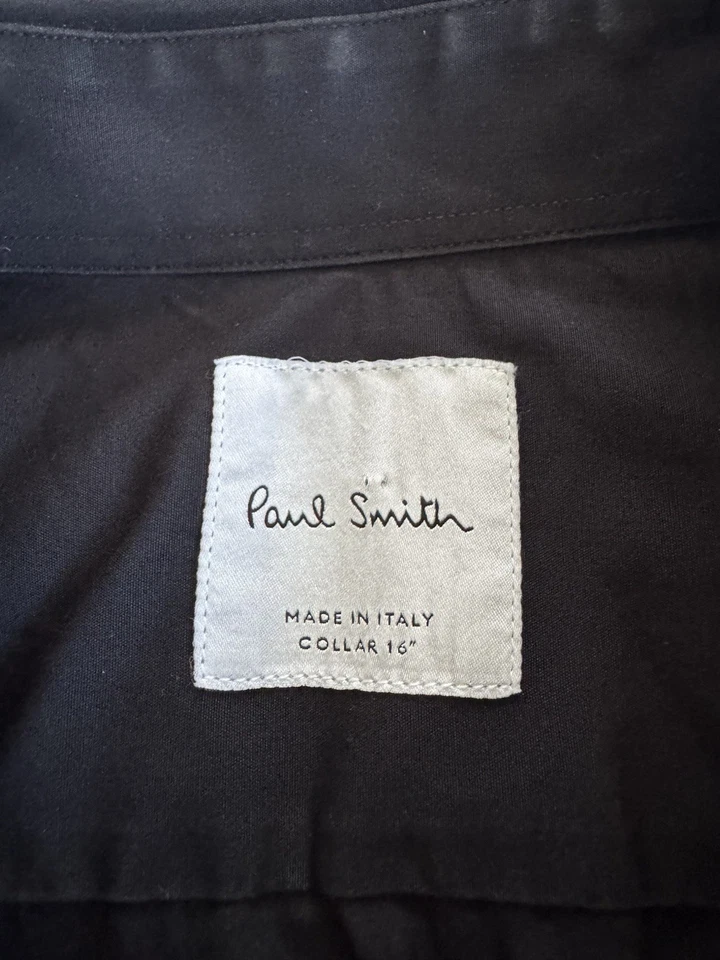 Paul Smith
MADE IN ITALY
COLLAR 16"